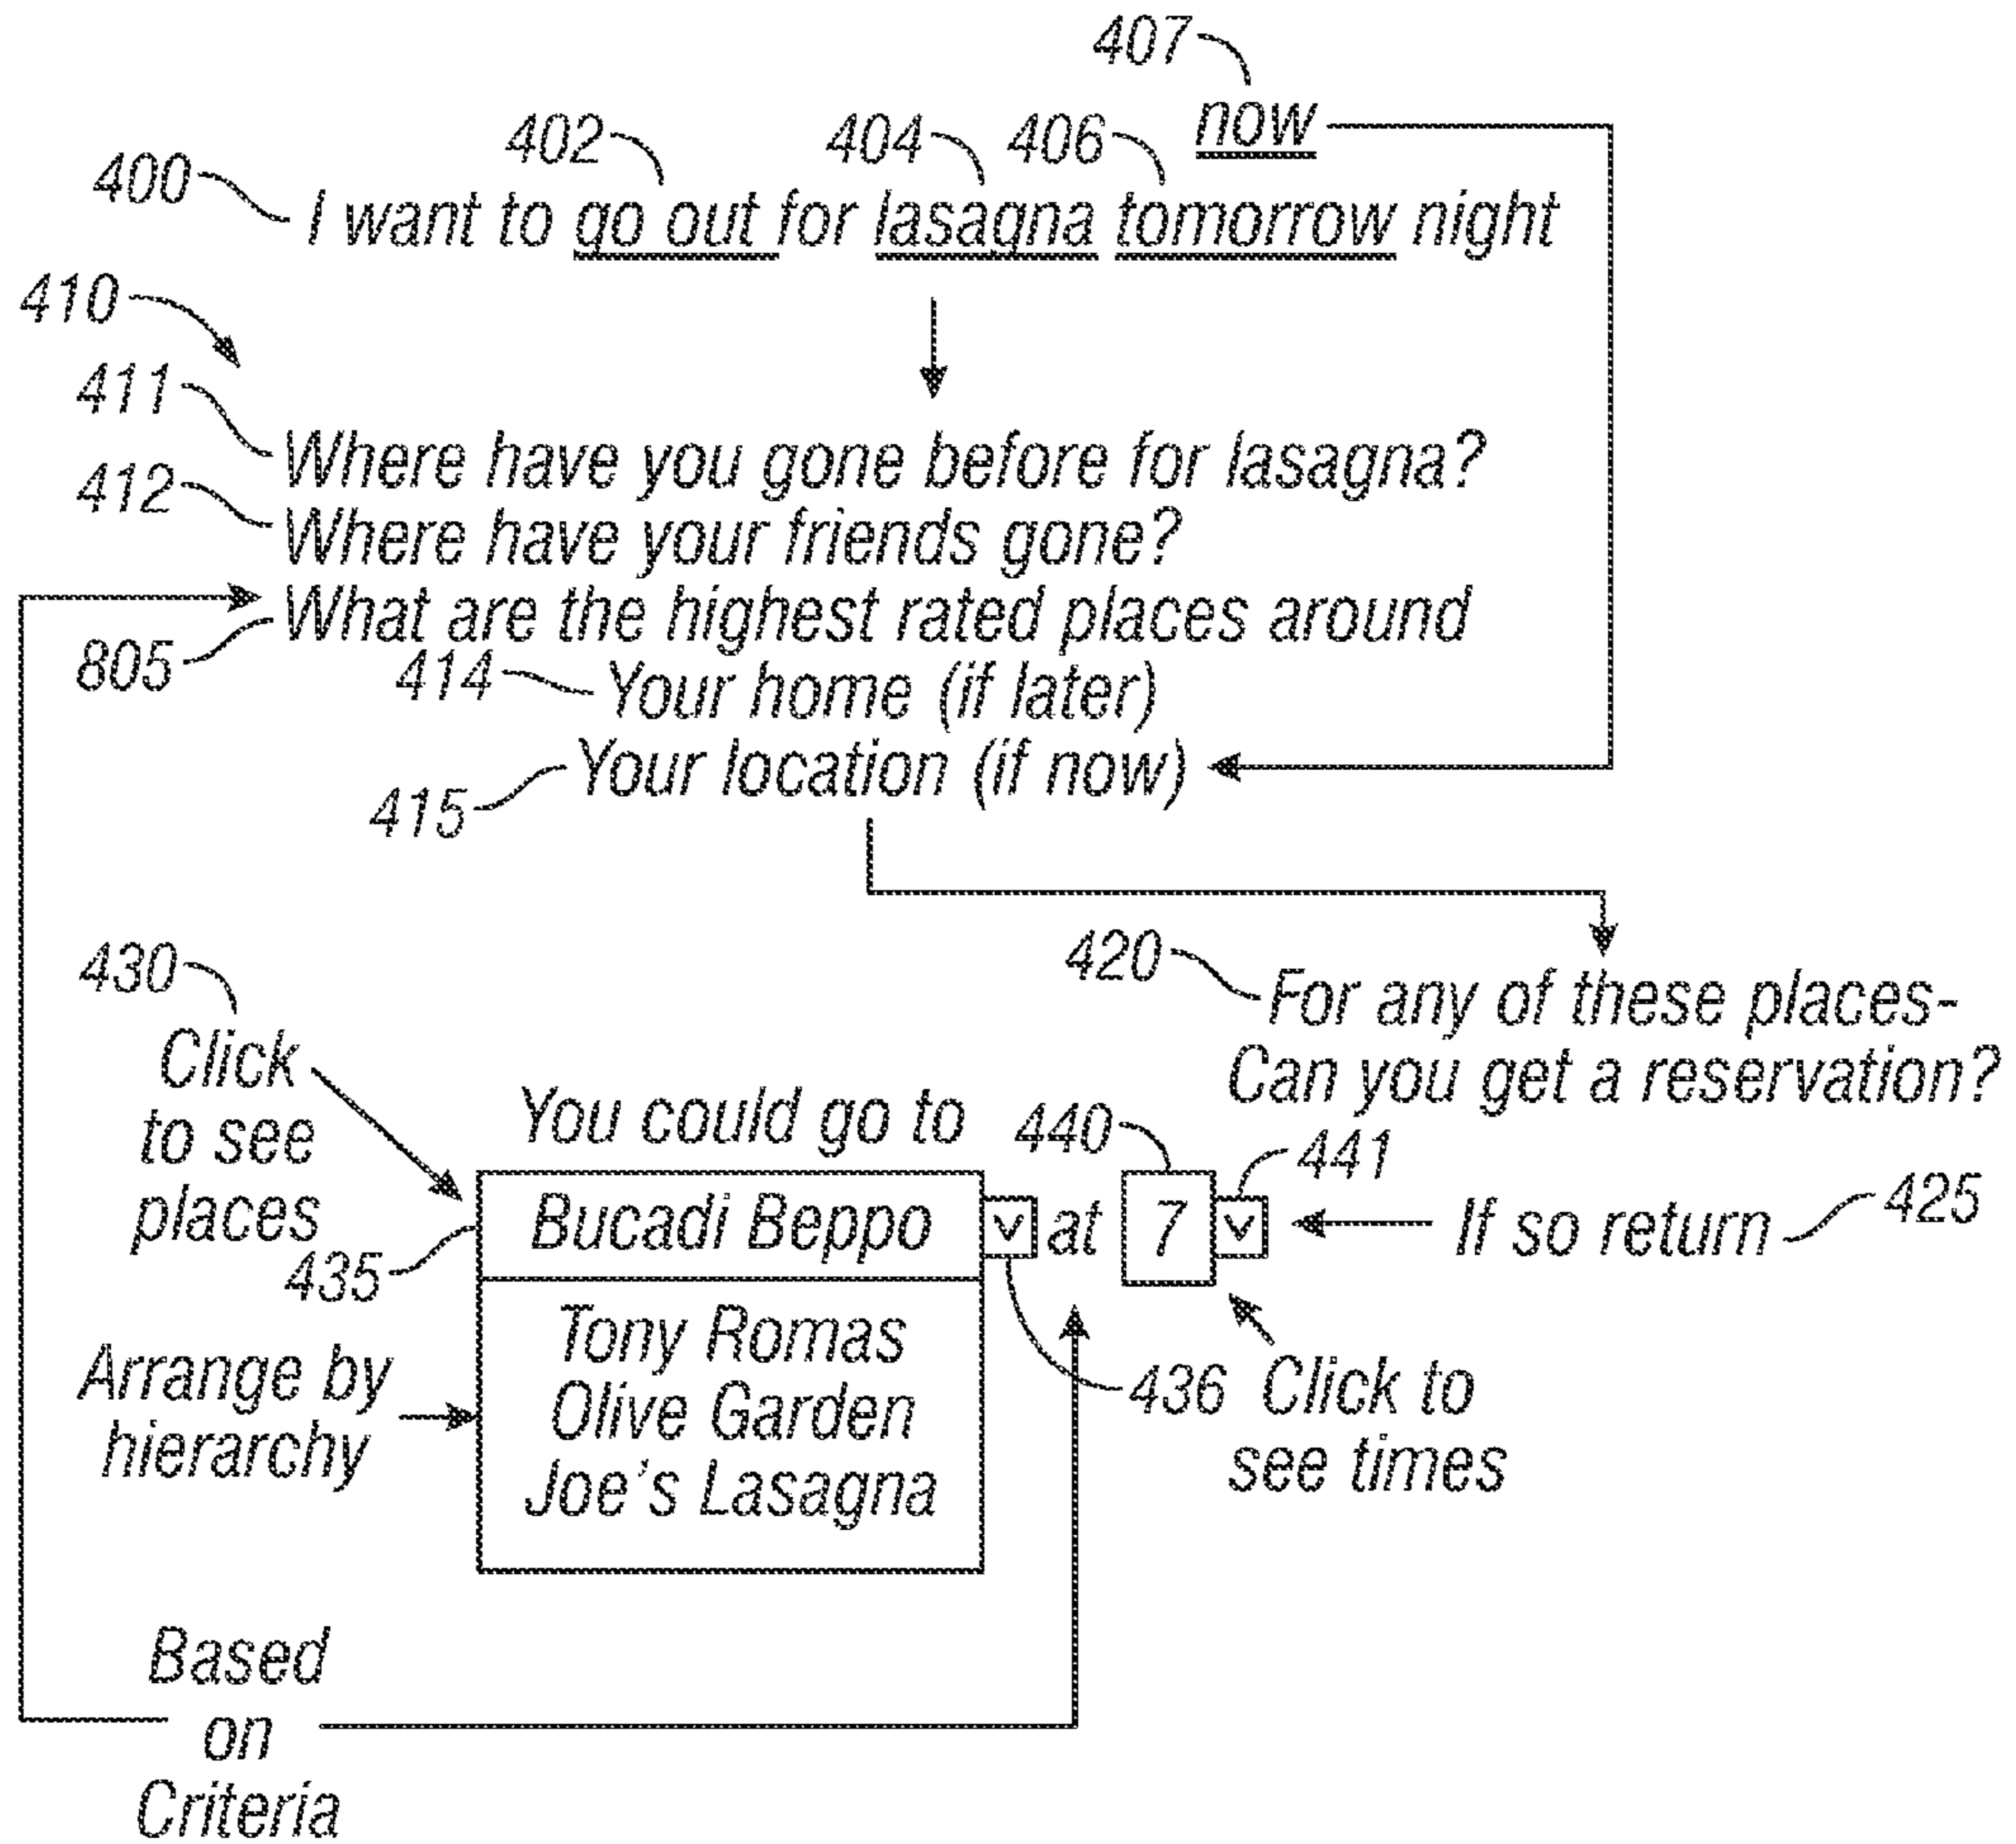 407
now
402 404 406
400 I want to go out for lasagna tomorrow night
410
411 Where have you gone before for lasagna?
412 Where have your friends gone?
805 What are the highest rated places around
414 Your home (if later)
415 Your location (if now)
420 For any of these places-
Can you get a reservation?
430
Click
to see
places
You could go to
435 Bucadi Beppo v at 7 v
440
441
If so return 425
436
Click to
see times
Arrange by
hierarchy
Tony Romas
Olive Garden
Joe's Lasagna
Based
on
Criteria